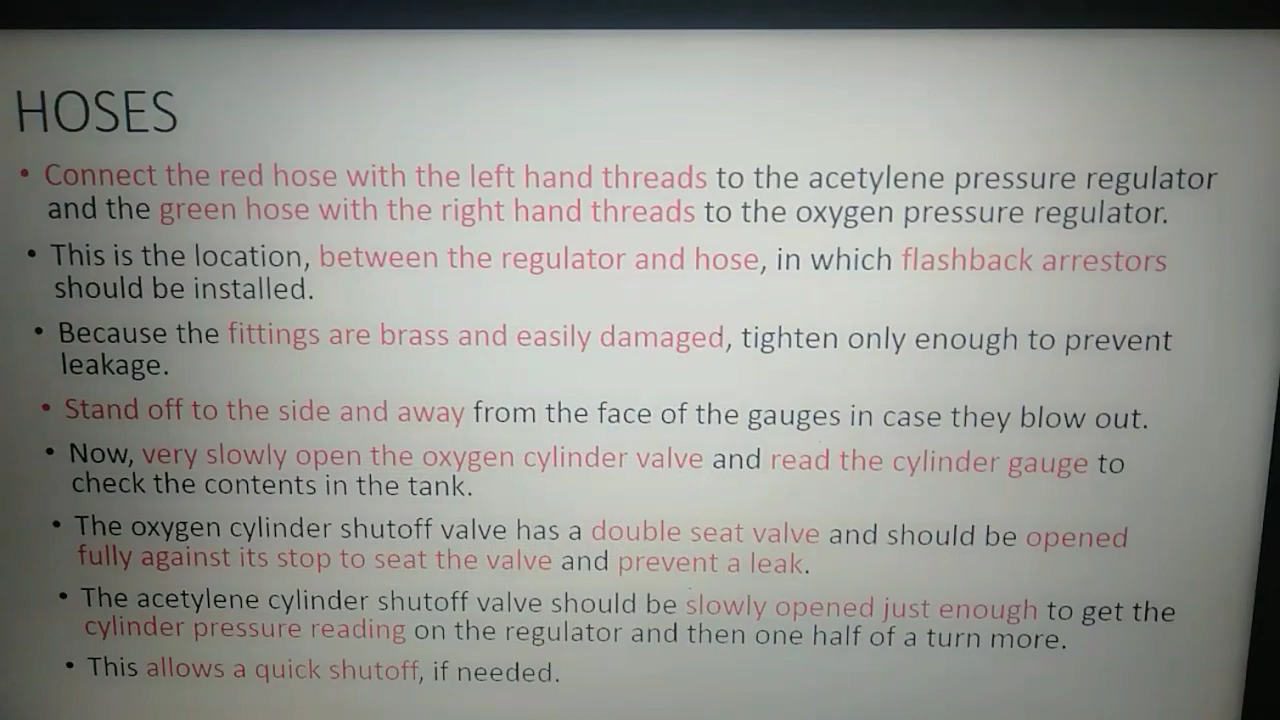 HOSES
• Connect the red hose with the left hand threads to the acetylene pressure regulator
and the green hose with the right hand threads to the oxygen pressure regulator.
• This is the location, between the regulator and hose, in which flashback arrestors
should be installed.
• Because the fittings are brass and easily damaged, tighten only enough to prevent
leakage.
• Stand off to the side and away from the face of the gauges in case they blow out.
• Now, very slowly open the oxygen cylinder valve and read the cylinder gauge to
check the contents in the tank.
• The oxygen cylinder shutoff valve has a double seat valve and should be opened
fully against its stop to seat the valve and prevent a leak.
• The acetylene cylinder shutoff valve should be slowly opened just enough to get the
cylinder pressure reading on the regulator and then one half of a turn more.
• This allows a quick shutoff, if needed.